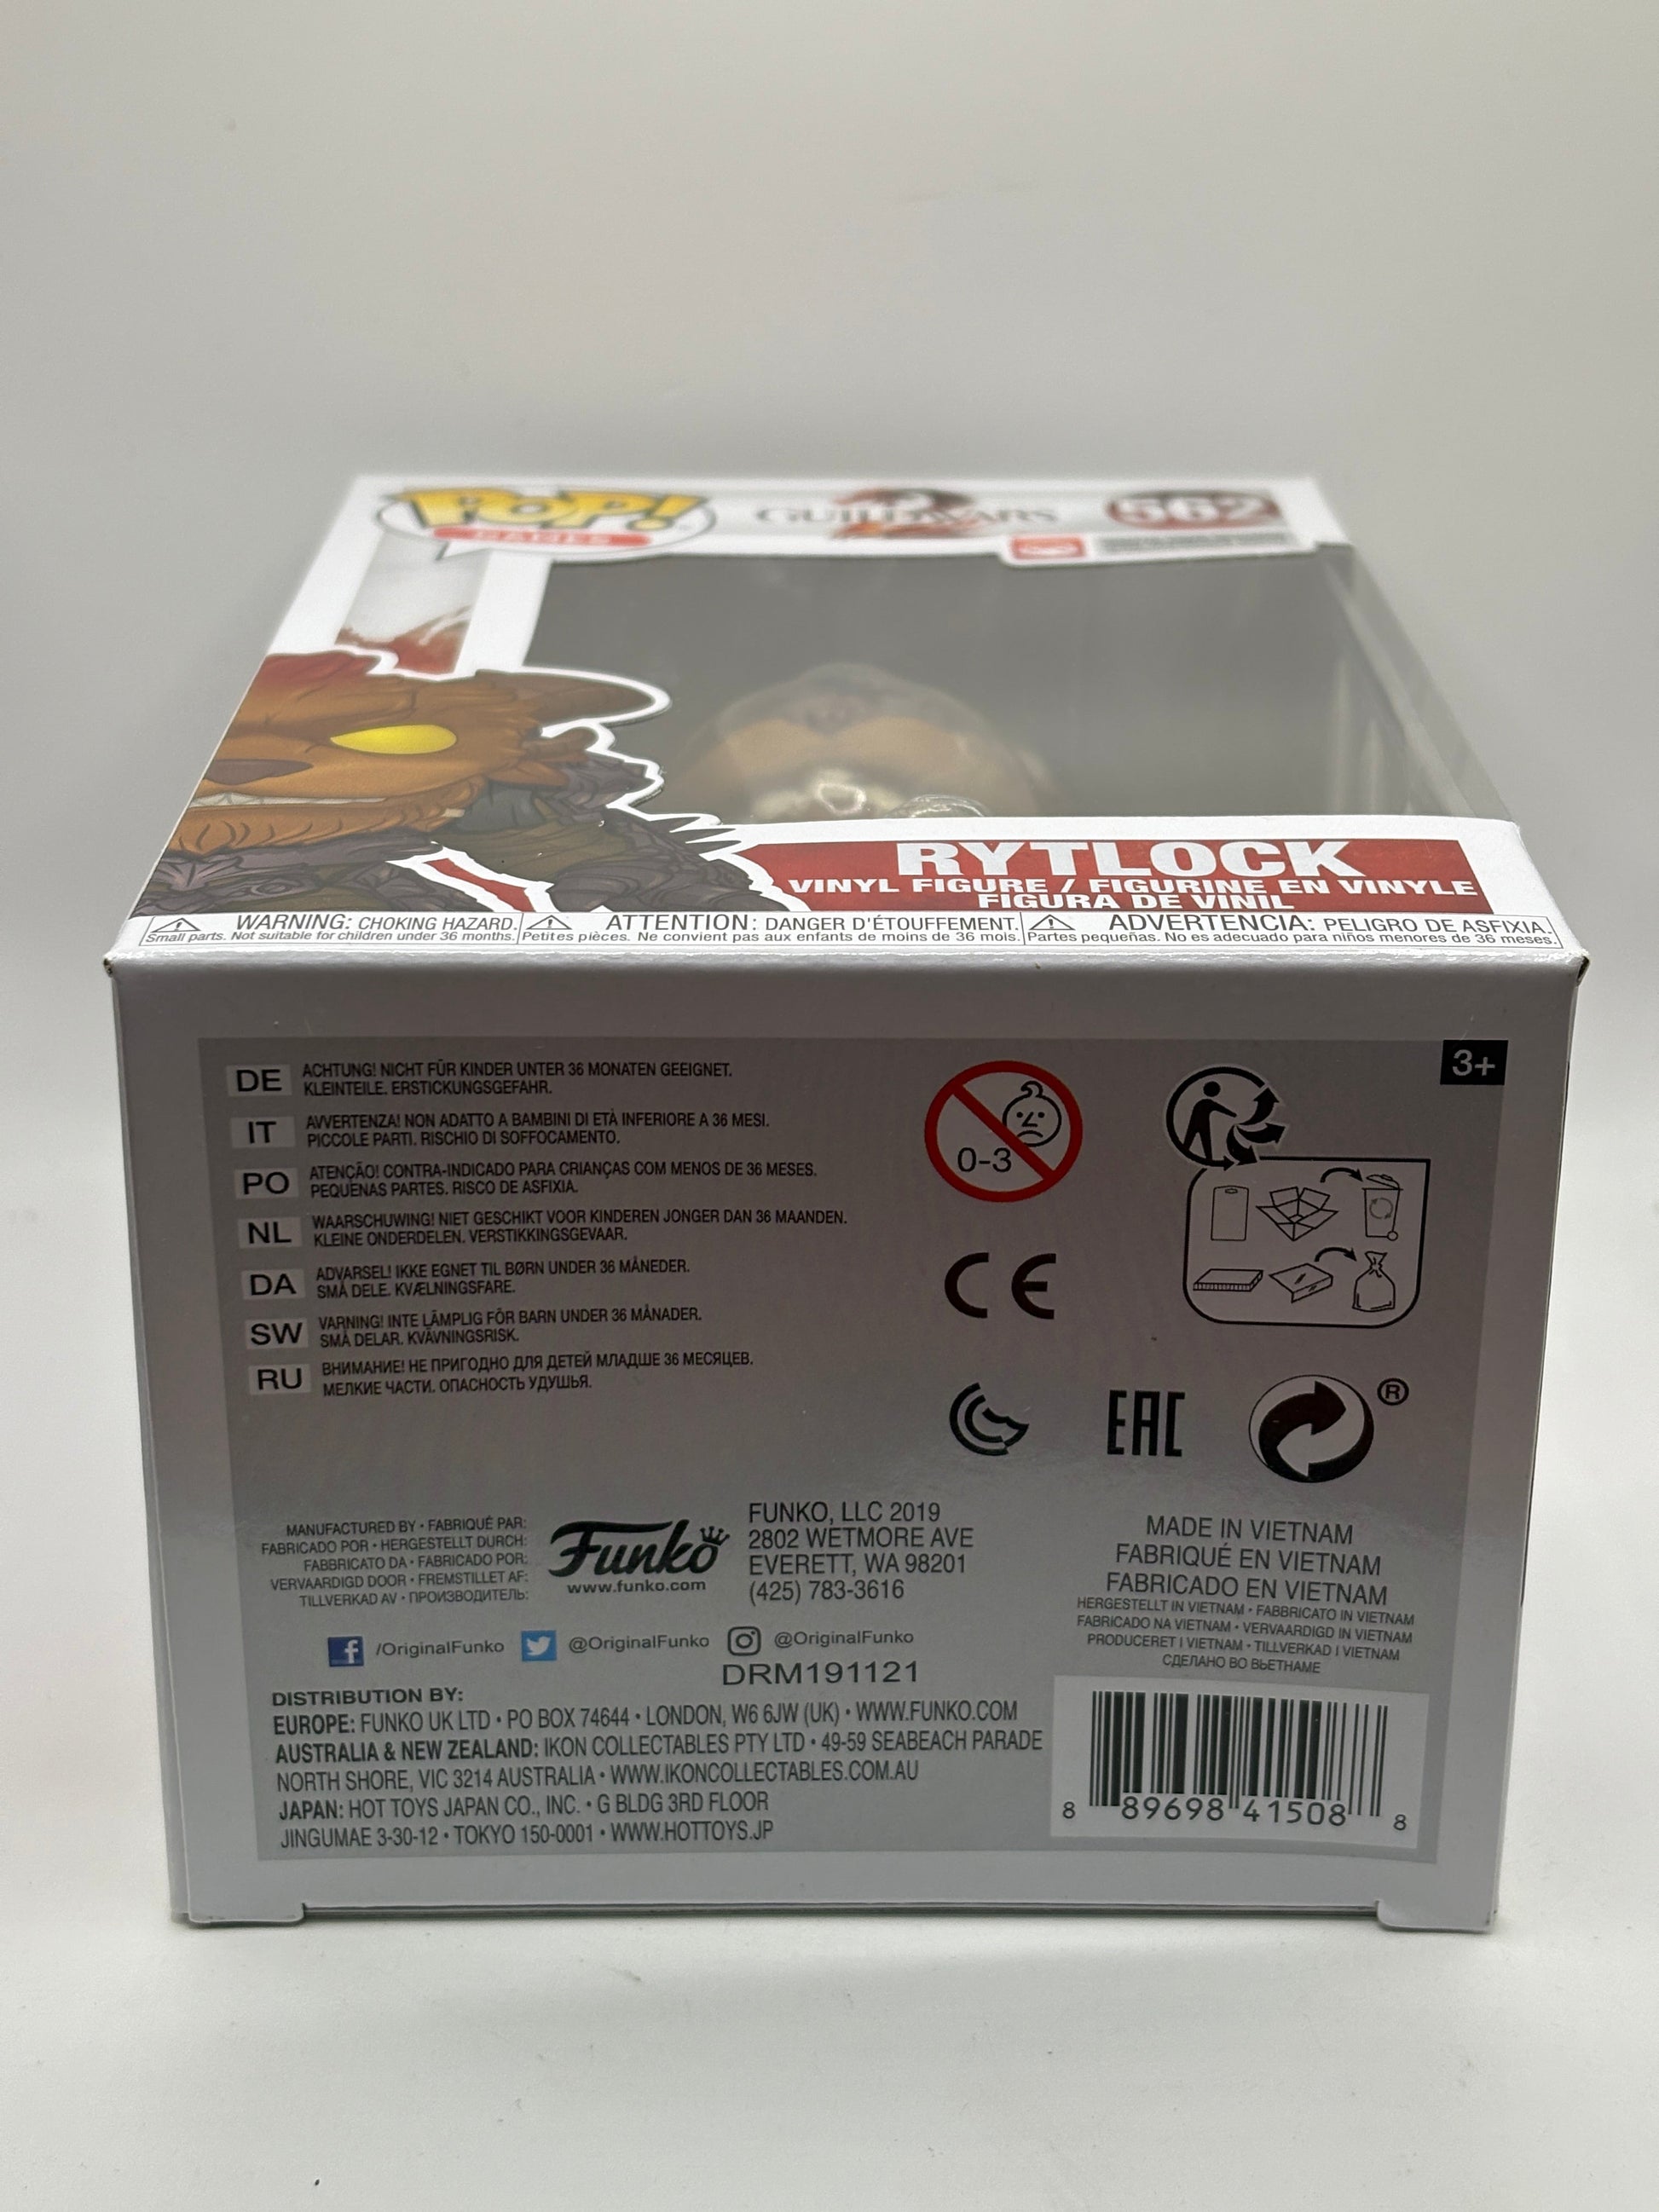 POP!
GAMES
GUILD WARS
562
RYTLOCK
VINYL FIGURE / FIGURINE EN VINYLE
FIGURA DE VINIL
WARNING: CHOKING HAZARD.
Small parts. Not suitable for children under 36 months.
ATTENTION: DANGER D'ÉTOUFFEMENT.
Petites pièces. Ne convient pas aux enfants de moins de 36 mois.
ADVERTENCIA: PELIGRO DE ASFIXIA.
Partes pequeñas. No es adecuado para niños menores de 36 meses.
3+
DE ACHTUNG! NICHT FÜR KINDER UNTER 36 MONATEN GEEIGNET.
KLEINTEILE. ERSTICKUNGSGEFAHR.
IT AVVERTENZA! NON ADATTO A BAMBINI DI ETÀ INFERIORE A 36 MESI.
PICCOLE PARTI. RISCHIO DI SOFFOCAMENTO.
PO ATENÇÃO! CONTRA-INDICADO PARA CRIANÇAS COM MENOS DE 36 MESES.
PEQUENAS PARTES. RISCO DE ASFIXIA.
NL WAARSCHUWING! NIET GESCHIKT VOOR KINDEREN JONGER DAN 36 MAANDEN.
KLEINE ONDERDELEN. VERSTIKKINGSGEVAAR.
DA ADVARSEL! IKKE EGNET TIL BØRN UNDER 36 MÅNEDER.
SMÅ DELE. KVÆLNINGSFARE.
SW VARNING! INTE LÄMPLIG FÖR BARN UNDER 36 MÅNADER.
SMÅ DELAR. KVÄVNINGSRISK.
RU ВНИМАНИЕ! НЕ ПРИГОДНО ДЛЯ ДЕТЕЙ МЛАДШЕ 36 МЕСЯЦЕВ.
МЕЛКИЕ ЧАСТИ. ОПАСНОСТЬ УДУШЬЯ.
0-3
CE
EAC
®
MANUFACTURED BY • FABRIQUÉ PAR:
FABRICADO POR • HERGESTELLT DURCH:
FABBRICATO DA • FABRICADO POR:
VERVAARDIGD DOOR • FREMSTILLET AF:
TILLVERKAD AV • ПРОИЗВОДИТЕЛЬ:
Funko
www.funko.com
FUNKO, LLC 2019
2802 WETMORE AVE
EVERETT, WA 98201
(425) 783-3616
MADE IN VIETNAM
FABRIQUÉ EN VIETNAM
FABRICADO EN VIETNAM
HERGESTELLT IN VIETNAM • FABBRICATO IN VIETNAM
FABRICADO NA VIETNAM • VERVAARDIGD IN VIETNAM
PRODUCERET I VIETNAM • TILLVERKAD I VIETNAM
СДЕЛАНО ВО ВЬЕТНАМЕ
/OriginalFunko @OriginalFunko @OriginalFunko
DRM191121
DISTRIBUTION BY:
EUROPE: FUNKO UK LTD • PO BOX 74644 • LONDON, W6 6JW (UK) • WWW.FUNKO.COM
AUSTRALIA & NEW ZEALAND: IKON COLLECTABLES PTY LTD • 49-59 SEABEACH PARADE
NORTH SHORE, VIC 3214 AUSTRALIA • WWW.IKONCOLLECTABLES.COM.AU
JAPAN: HOT TOYS JAPAN CO., INC. • G BLDG 3RD FLOOR
JINGUMAE 3-30-12 • TOKYO 150-0001 • WWW.HOTTOYS.JP
8 89698 41508 8